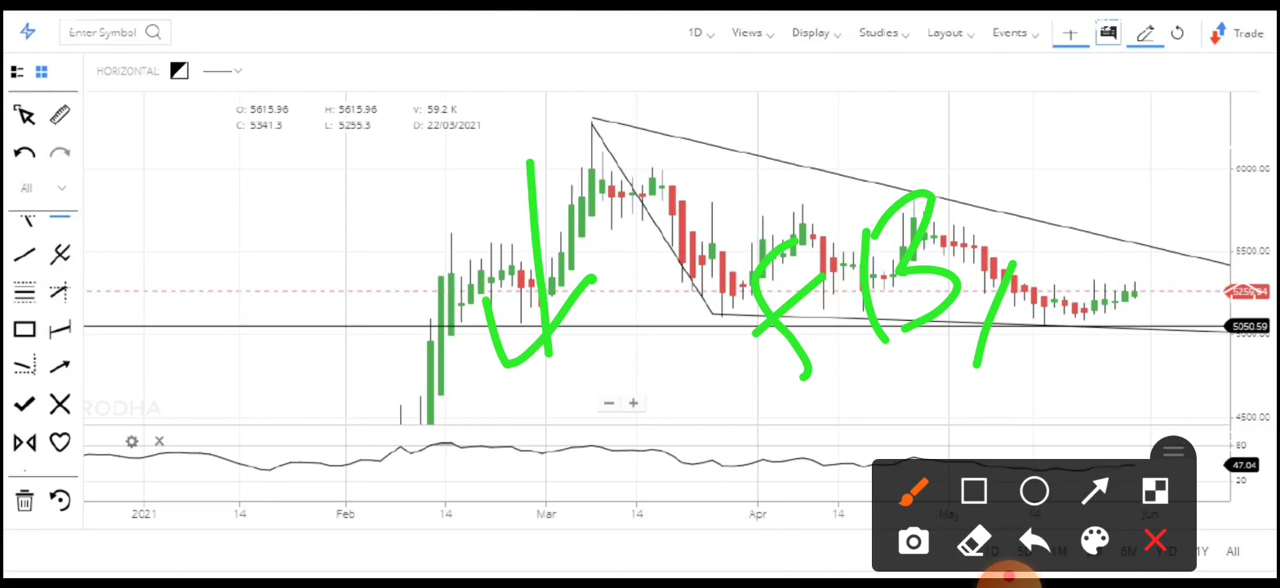 Enter Symbol 1D Views Display Studies Layout Events Trade
HORIZONTAL:
O: 5615.96 H: 5615.96 V: 59.2 K
C: 5341.3 L: 5255.3 D: 22/03/2021
All
6000.00
5500.00
5050.59
4500.00
RODHA
80
47.04
20
2021 14 Feb 14 Mar 14 Apr 14 May 14 Jun
1Y All